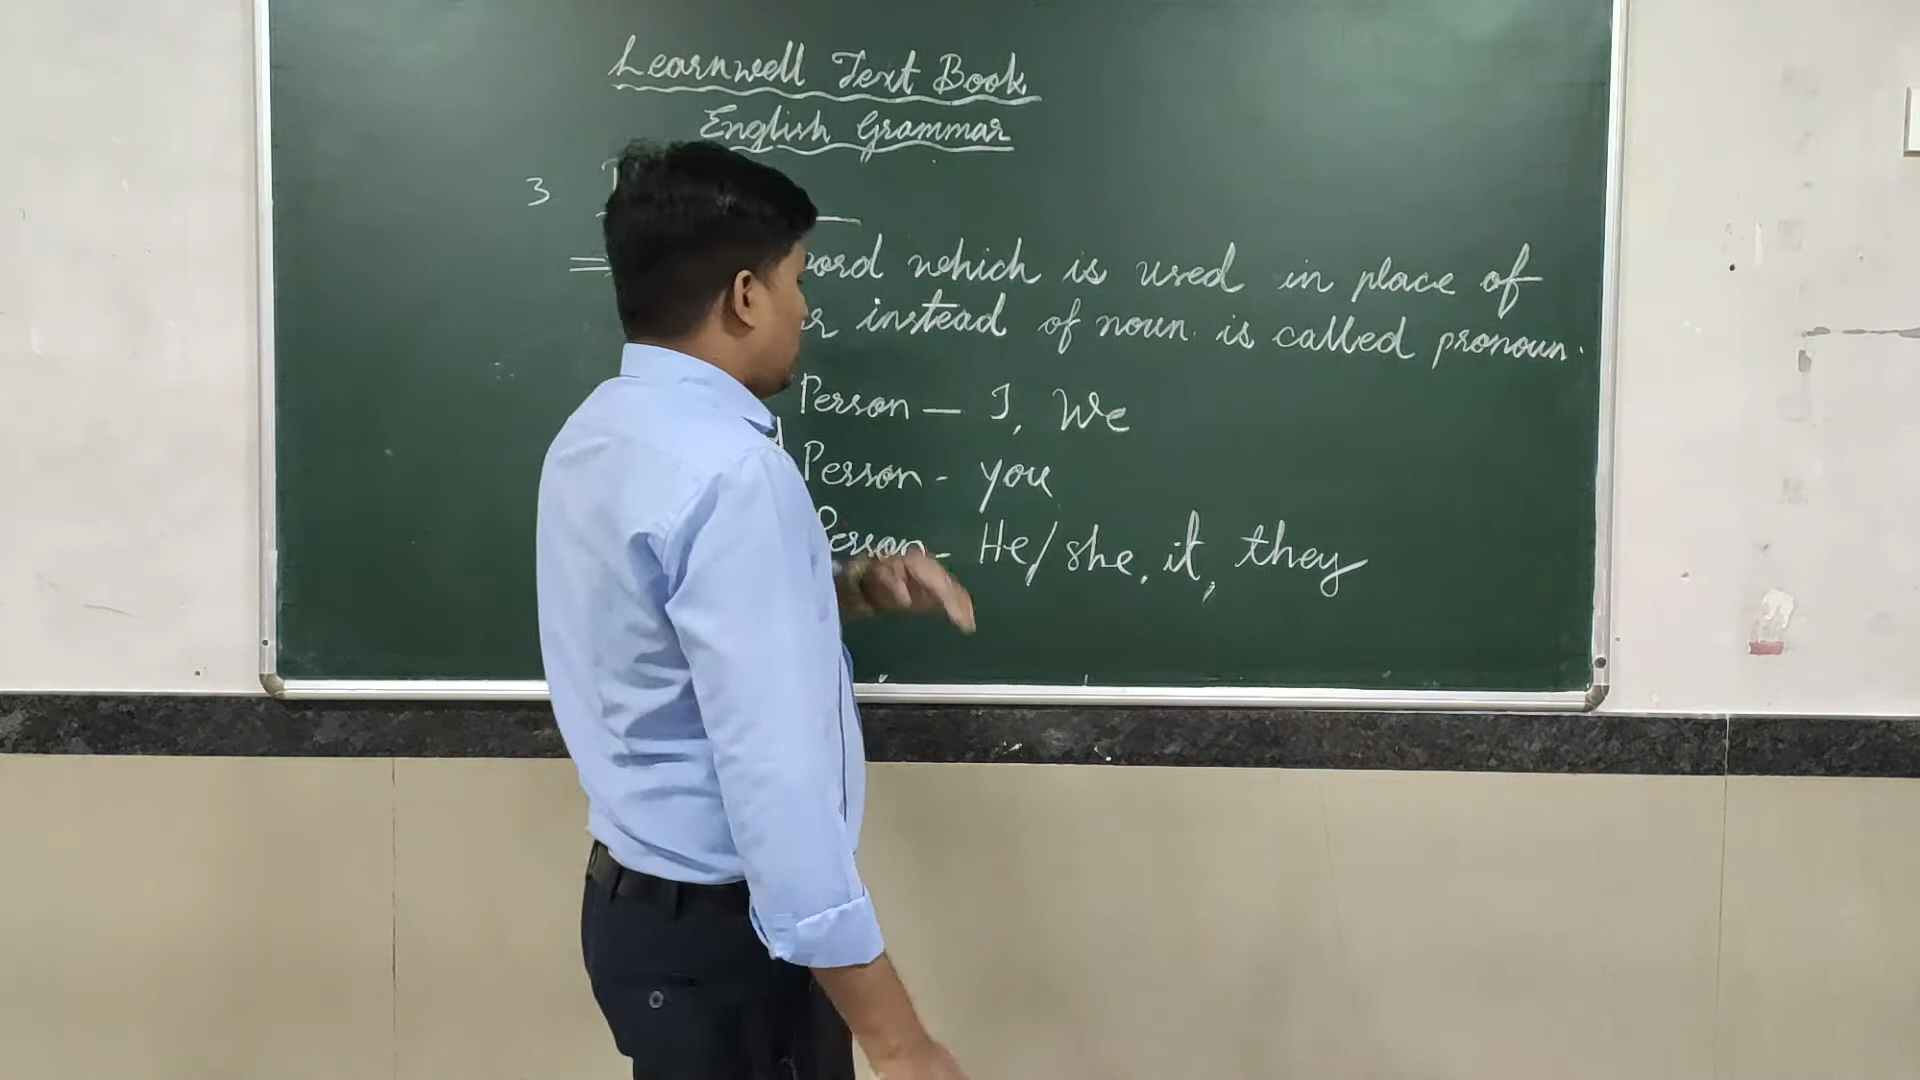 Learnwell Text Book
English Grammar
3
= which is used in place of
instead of noun. is called pronoun.
Person — I, We
Person - you
Person - He/she, it, they